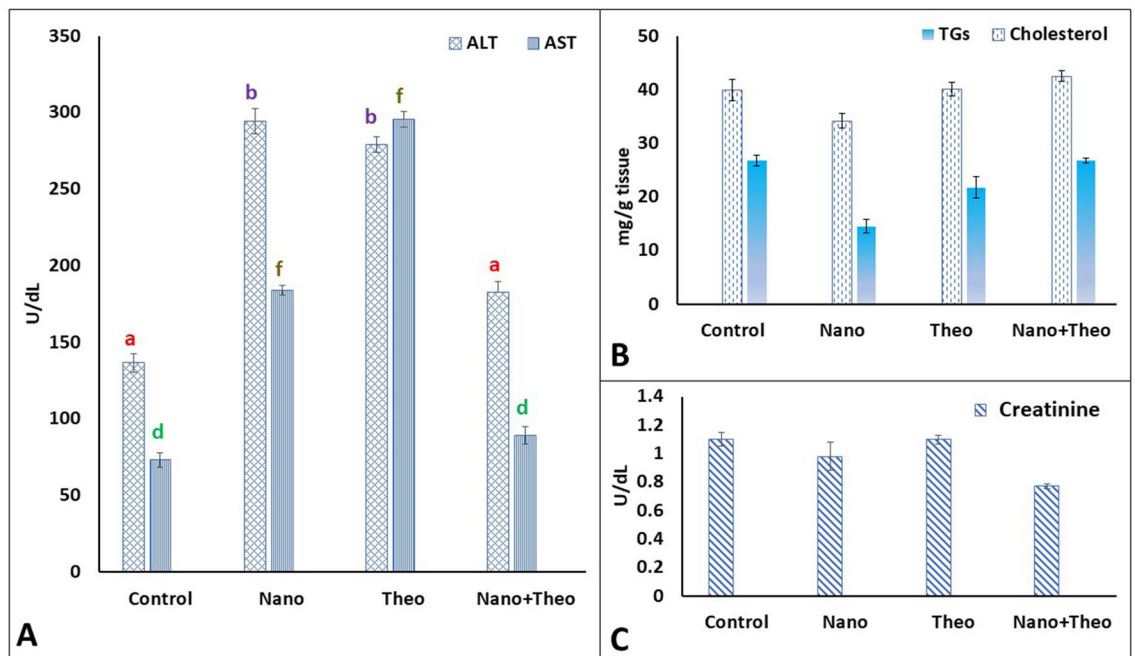 350
300
250
200
150
100
50
0
U/dL
ALT AST
a
d
b
f
b
f
a
d
Control Nano Theo Nano+Theo
A
50
40
30
20
10
0
mg/g tissue
TGs Cholesterol
Control Nano Theo Nano+Theo
B
1.4
1.2
1
0.8
0.6
0.4
0.2
0
U/dL
Creatinine
Control Nano Theo Nano+Theo
C